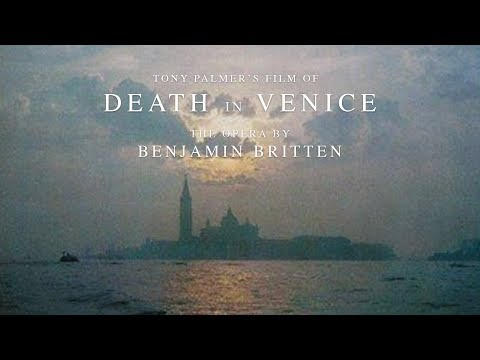 TONY PALMER'S FILM OF
DEATH IN VENICE
THE OPERA BY
BENJAMIN BRITTEN